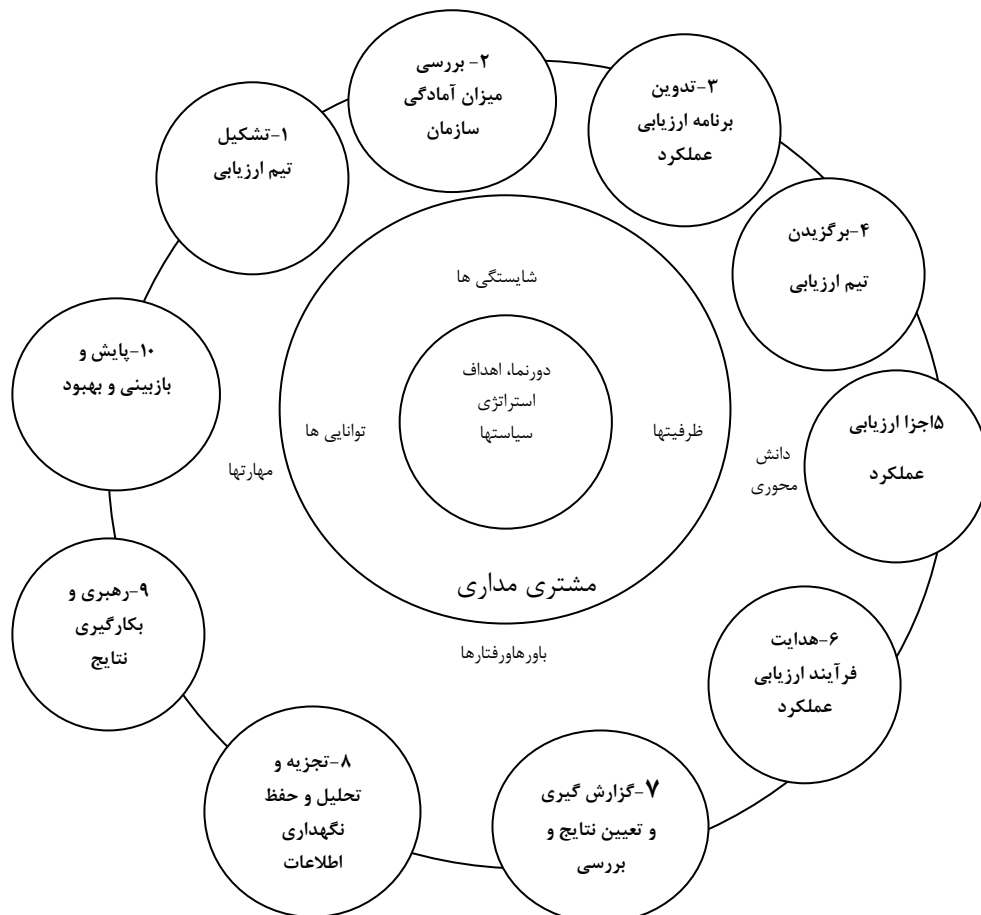 ۱-تشکیل
تیم ارزیابی
۲- بررسی
میزان آمادگی
سازمان
۳-تدوین
برنامه ارزیابی
عملکرد
۴-برگزیدن
تیم ارزیابی
۵اجزا ارزیابی
عملکرد
۶-هدایت
فرآیند ارزیابی
عملکرد
۷-گزارش گیری
و تعیین نتایج و
بررسی
۸-تجزیه و
تحلیل و حفظ
نگهداری
اطلاعات
۹-رهبری و
بکارگیری
نتایج
۱۰-پایش و
بازبینی و بهبود
شایستگی ها
دورنما، اهداف
استراتژی
سیاستها
ظرفیتها
توانایی ها
مشتری مداری
دانش
محوری
مهارتها
باورهاورفتارها